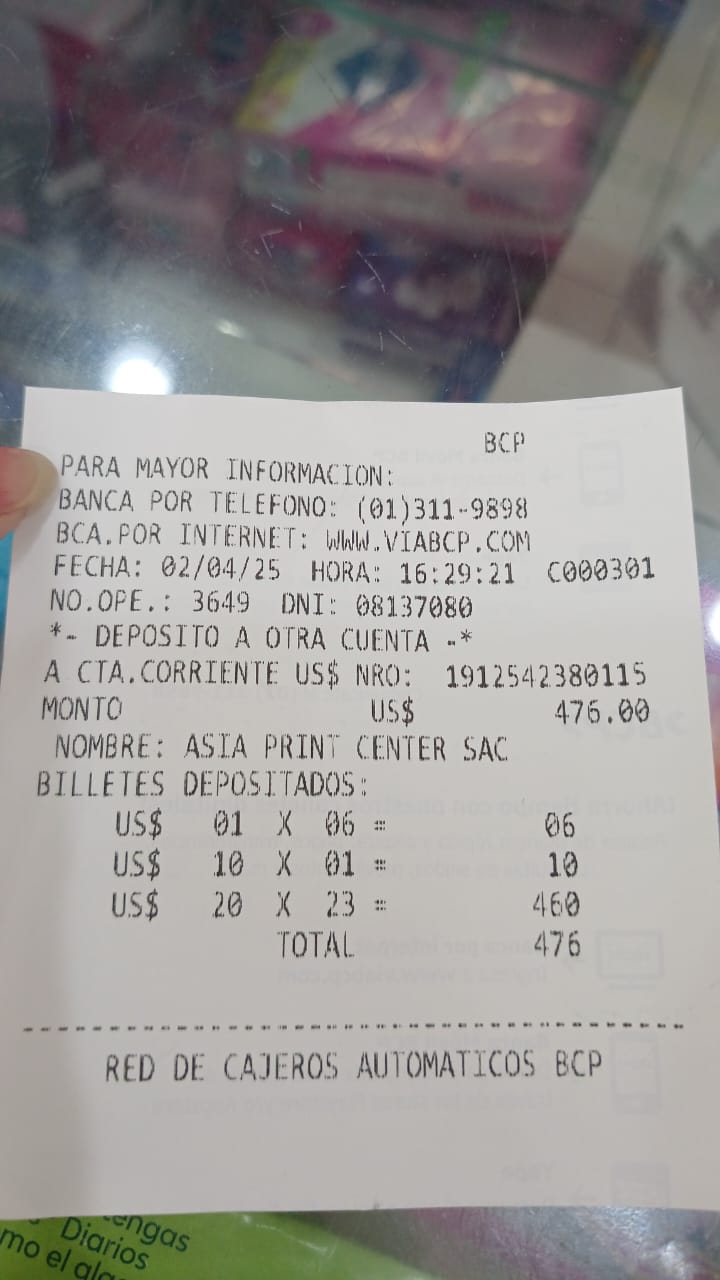 BCP
PARA MAYOR INFORMACION:
BANCA POR TELEFONO: (01)311-9898
BCA.POR INTERNET: WWW.VIABCP.COM
FECHA: 02/04/25 HORA: 16:29:21 C000301
NO.OPE.: 3649 DNI: 08137080
*- DEPOSITO A OTRA CUENTA -*
A CTA.CORRIENTE US$ NRO: 1912542380115
MONTO US$ 476.00
NOMBRE: ASIA PRINT CENTER SAC
BILLETES DEPOSITADOS:
US$ 01 X 06 = 06
US$ 10 X 01 = 10
US$ 20 X 23 = 460
TOTAL 476
RED DE CAJEROS AUTOMATICOS BCP
Diarios